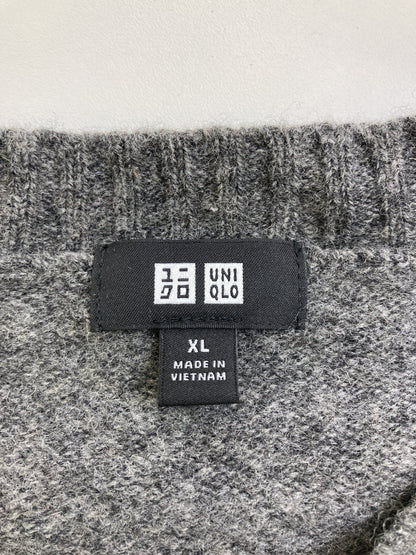 ユニ UNI
クロ QLO
XL
MADE IN
VIETNAM